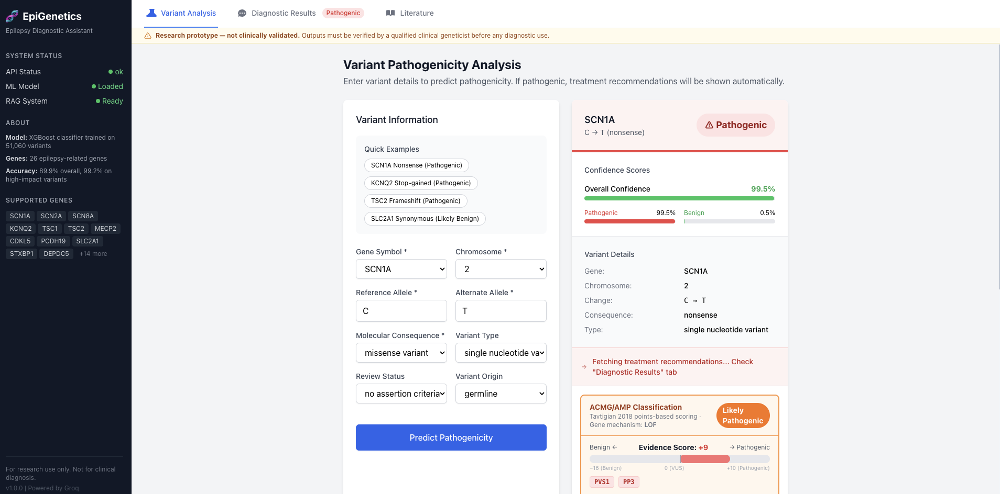 EpiGenetics
Epilepsy Diagnostic Assistant
SYSTEM STATUS
API Status ok
ML Model Loaded
RAG System Ready
ABOUT
Model: XGBoost classifier trained on
51,060 variants
Genes: 26 epilepsy-related genes
Accuracy: 89.9% overall, 99.2% on
high-impact variants
SUPPORTED GENES
SCN1A SCN2A SCN8A
KCNQ2 TSC1 TSC2 MECP2
CDKL5 PCDH19 SLC2A1
STXBP1 DEPDC5 +14 more
For research use only. Not for clinical
diagnosis.
v1.0.0 | Powered by Groq
Variant Analysis Diagnostic Results Pathogenic Literature
Research prototype — not clinically validated. Outputs must be verified by a qualified clinical geneticist before any diagnostic use.
Variant Pathogenicity Analysis
Enter variant details to predict pathogenicity. If pathogenic, treatment recommendations will be shown automatically.
Variant Information
Quick Examples
SCN1A Nonsense (Pathogenic)
KCNQ2 Stop-gained (Pathogenic)
TSC2 Frameshift (Pathogenic)
SLC2A1 Synonymous (Likely Benign)
Gene Symbol * Chromosome *
SCN1A 2
Reference Allele * Alternate Allele *
C T
Molecular Consequence * Variant Type
missense variant single nucleotide va
Review Status Variant Origin
no assertion criteria germline
Predict Pathogenicity
SCN1A
C → T (nonsense)
Pathogenic
Confidence Scores
Overall Confidence 99.5%
Pathogenic 99.5% Benign 0.5%
Variant Details
Gene: SCN1A
Chromosome: 2
Change: C → T
Consequence: nonsense
Type: single nucleotide variant
→ Fetching treatment recommendations... Check
"Diagnostic Results" tab
ACMG/AMP Classification
Tavtigian 2018 points-based scoring ·
Gene mechanism: LOF
Likely
Pathogenic
Benign ← Evidence Score: +9 → Pathogenic
−16 (Benign) 0 (VUS) +10 (Pathogenic)
PVS1 PP3